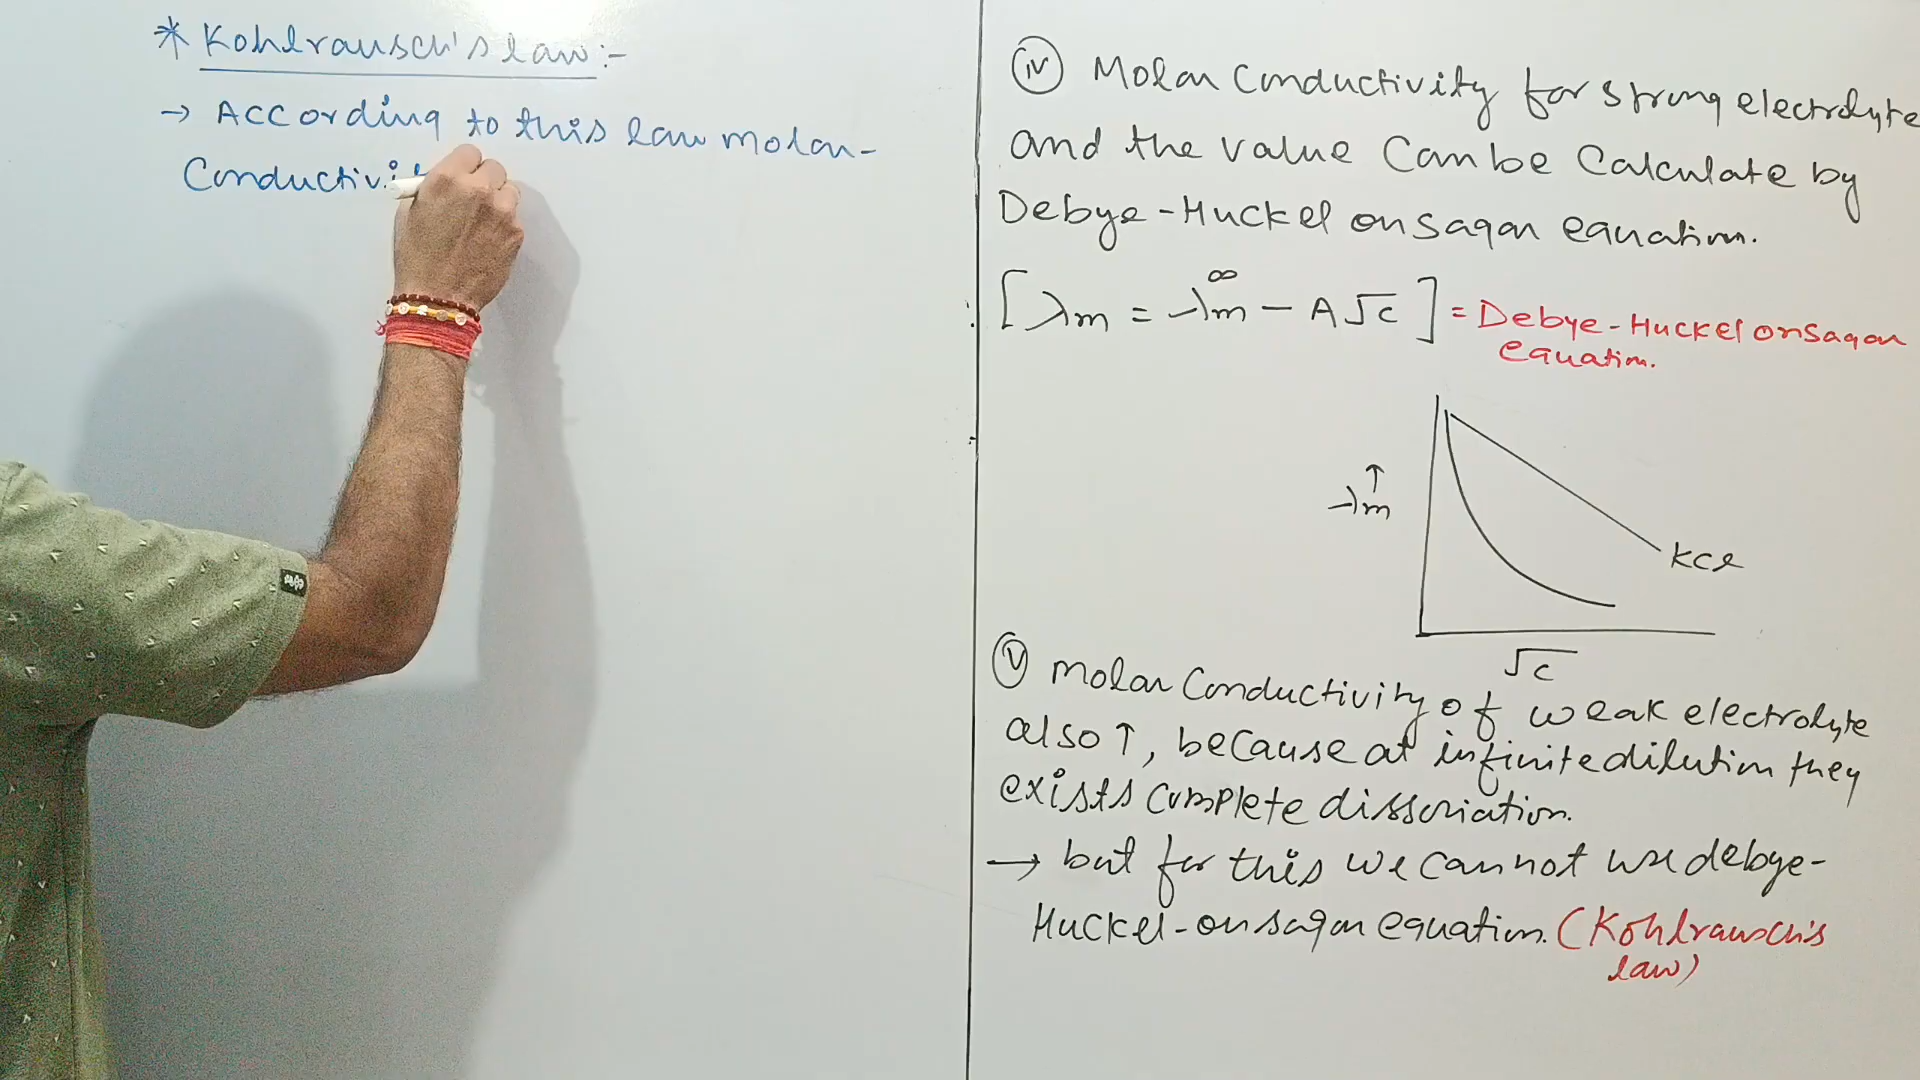 * Kohlrausch's law:-
→ According to this law molar-
Conductivi
(iv) Molar Conductivity for strong electrolyte
and the value Can be Calculate by
Debye-Huckel onsagar equation.
[λm = λm∞ - A√c] = Debye-Huckel onsagar
equation.
λm ↑
KCl
√c
(v) Molar Conductivity of weak electrolyte
also ↑, because at infinite dilution they
exists complete dissociation.
→ but for this we cannot use debye-
Huckel-onsagar equation. (Kohlrausch's
law)